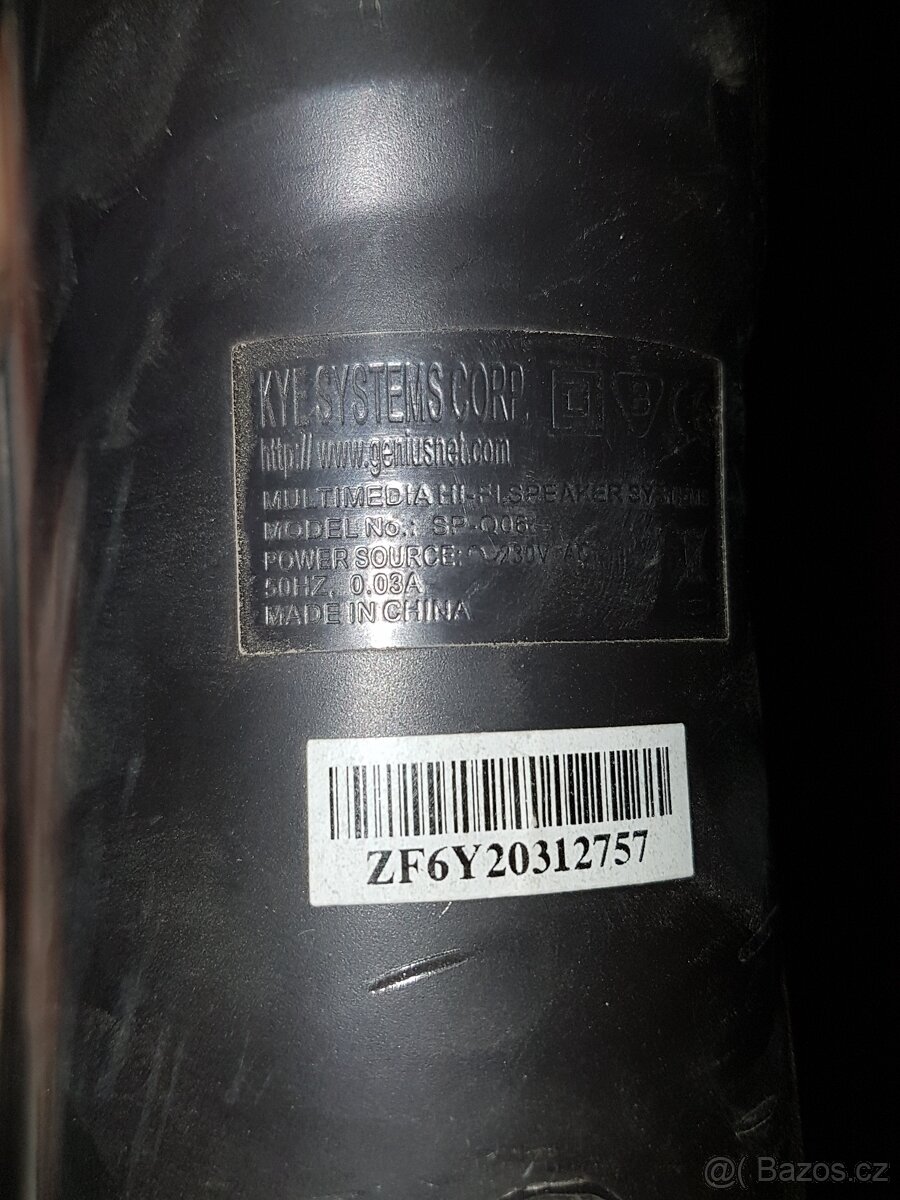 KYE SYSTEMS CORP.
http:// www.geniusnet.com
MULTIMEDIA HI-FI SPEAKER SYSTEM
MODEL No.: SP-Q06
POWER SOURCE: ~230V AC
50HZ, 0.03A
MADE IN CHINA
ZF6Y20312757
@( Bazos.cz